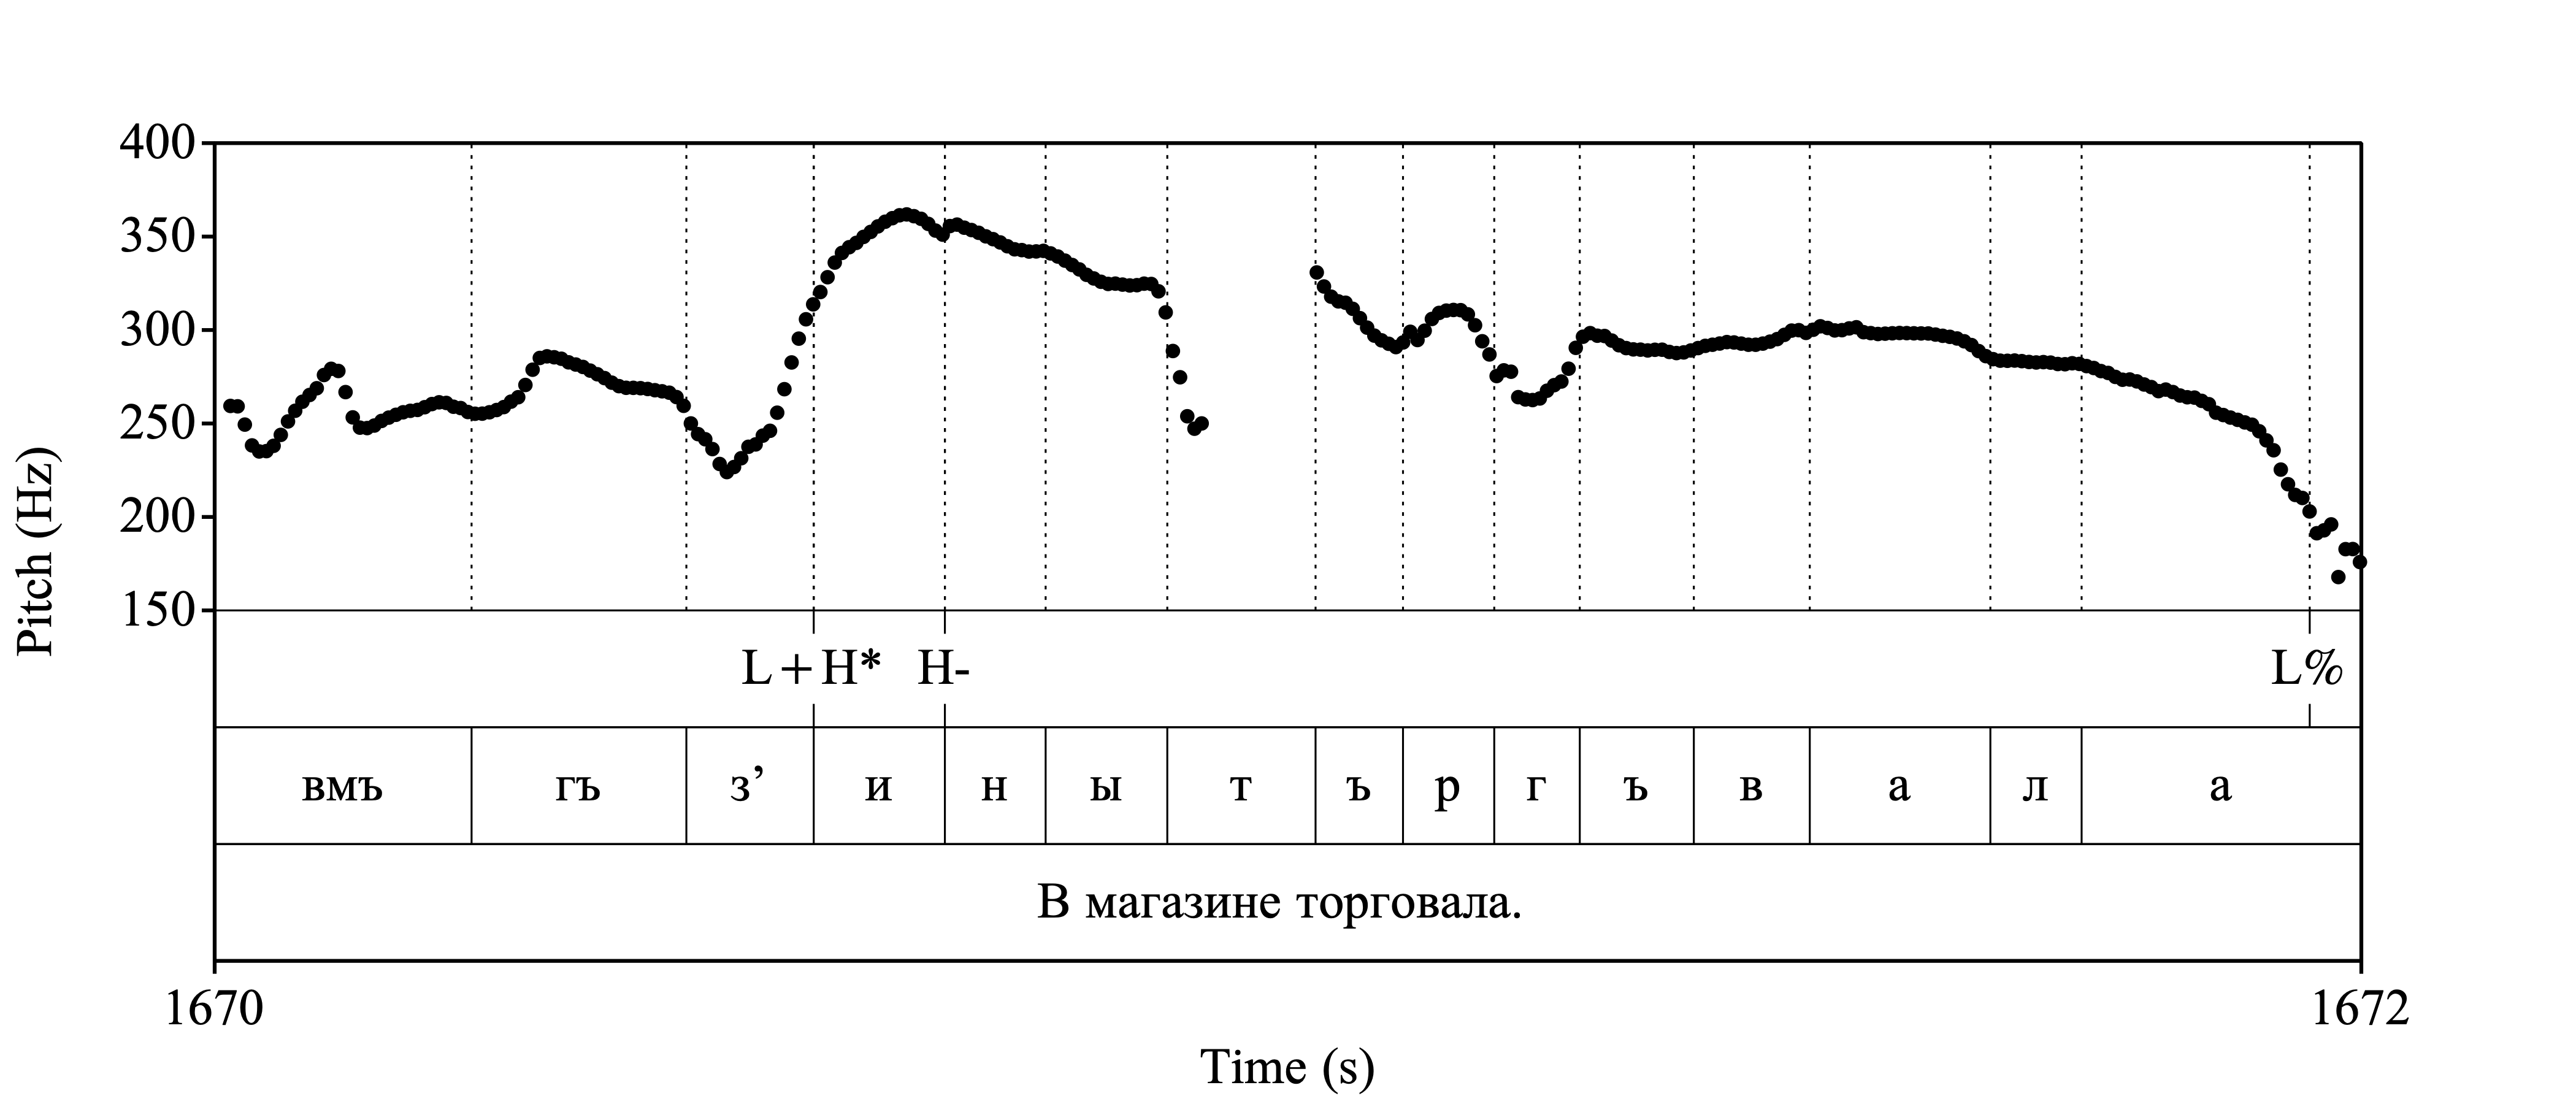 400
350
300
250
200
150
Pitch (Hz)
L+H* H- L%
вмъ гъ з’ и н ы т ъ р г ъ в а л а
В магазине торговала.
1670 1672
Time (s)